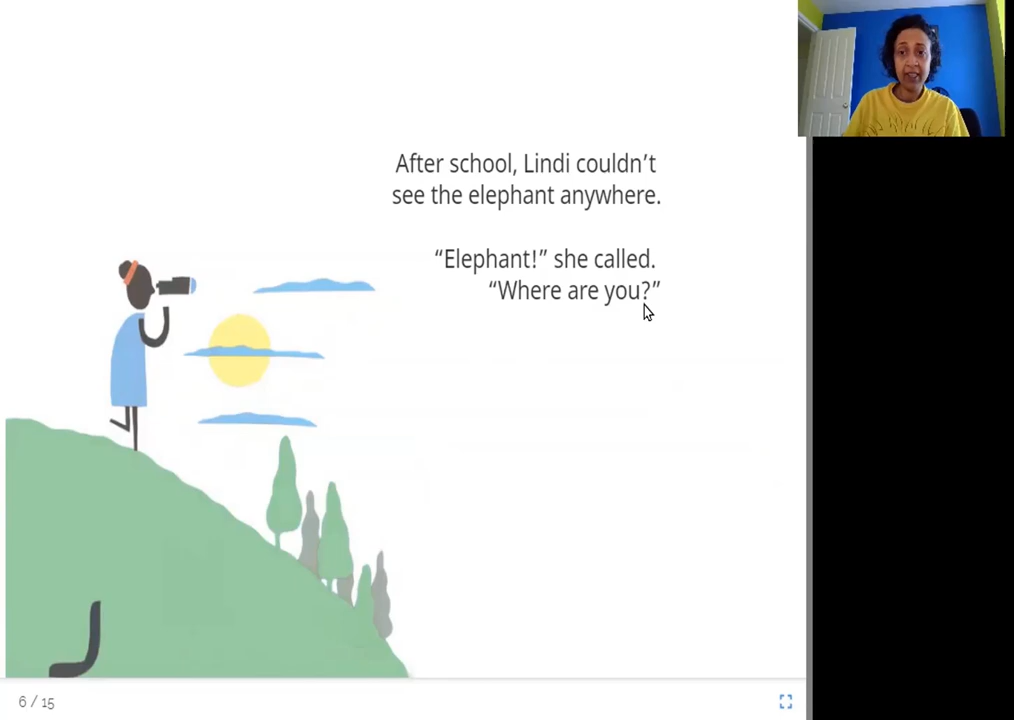 After school, Lindi couldn’t
see the elephant anywhere.
“Elephant!” she called.
“Where are you?”
6 / 15